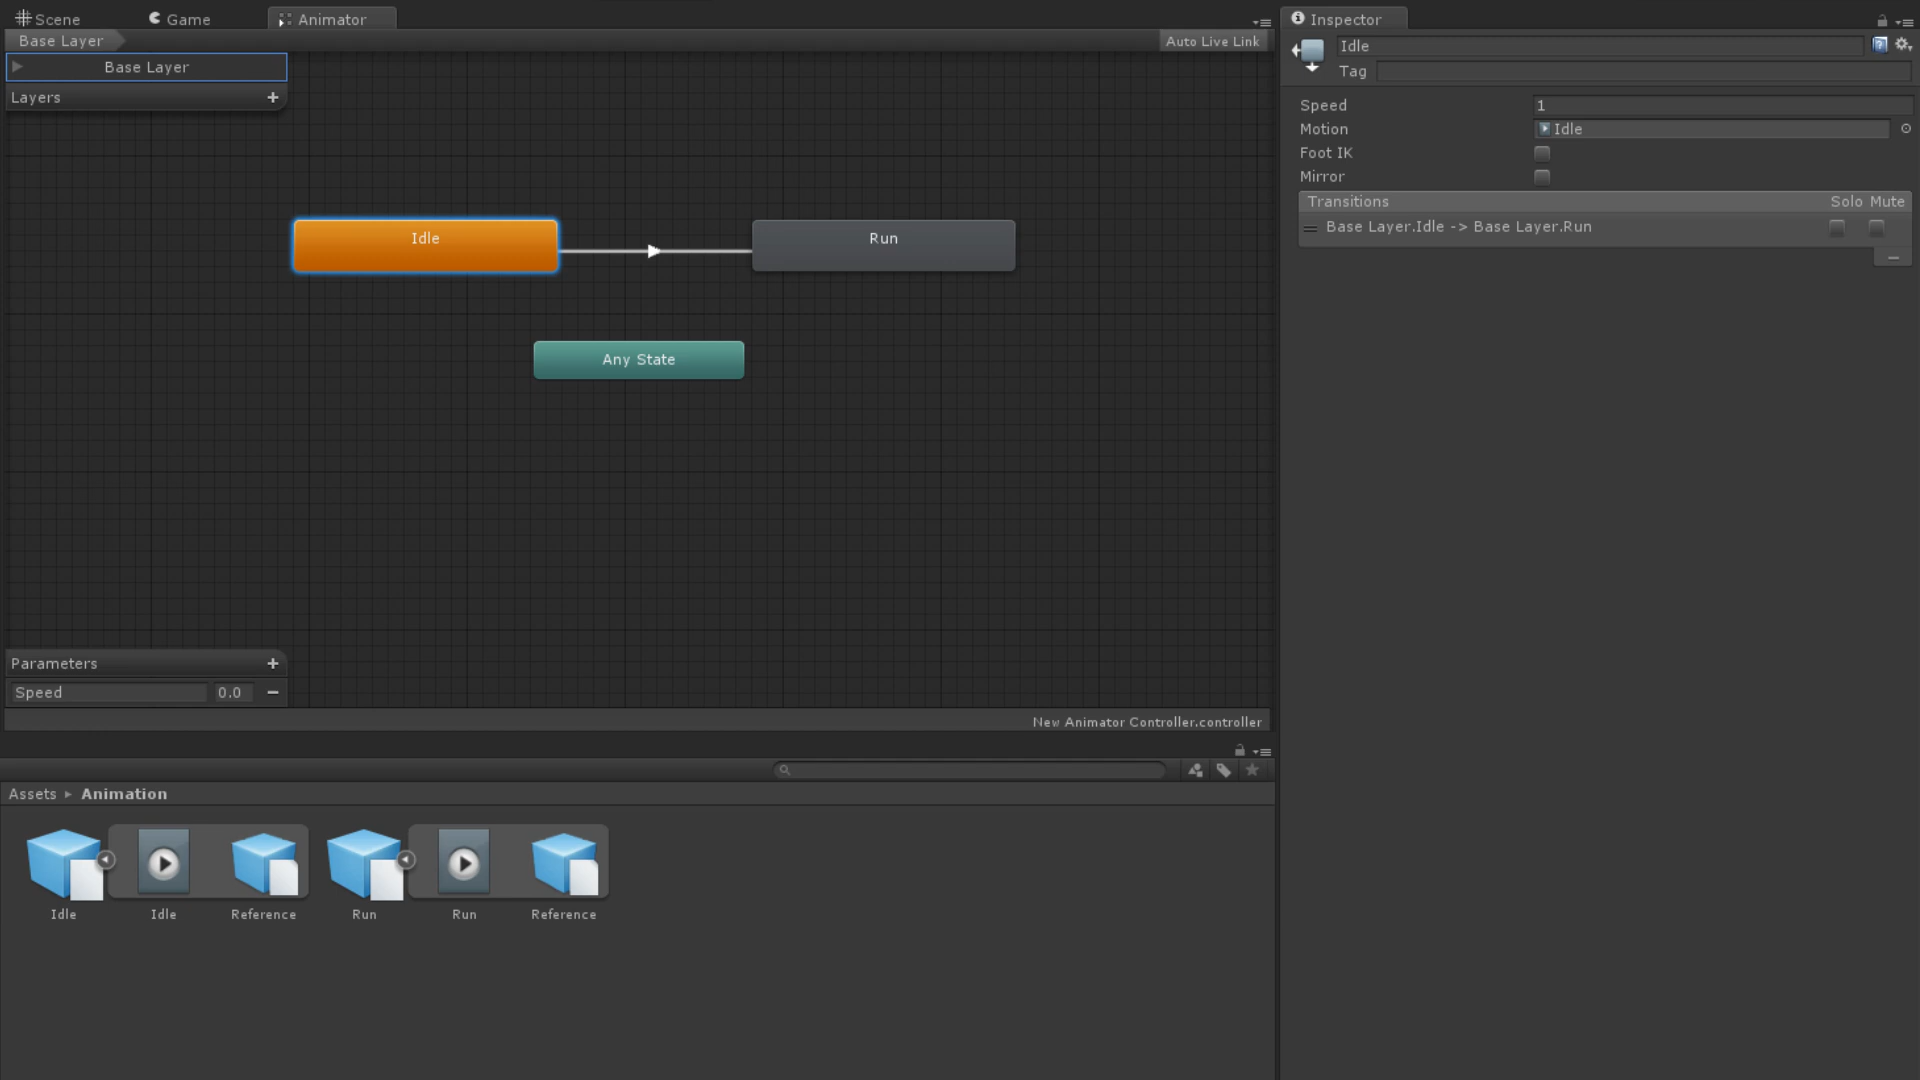 Scene
Game
Animator
Base Layer
Auto Live Link
Base Layer
Layers
Idle
Run
Any State
Parameters
Speed 0.0
New Animator Controller.controller
Assets Animation
Idle
Idle
Reference
Run
Run
Reference
Inspector
Idle
Tag
Speed 1
Motion Idle
Foot IK
Mirror
Transitions Solo Mute
Base Layer.Idle -> Base Layer.Run